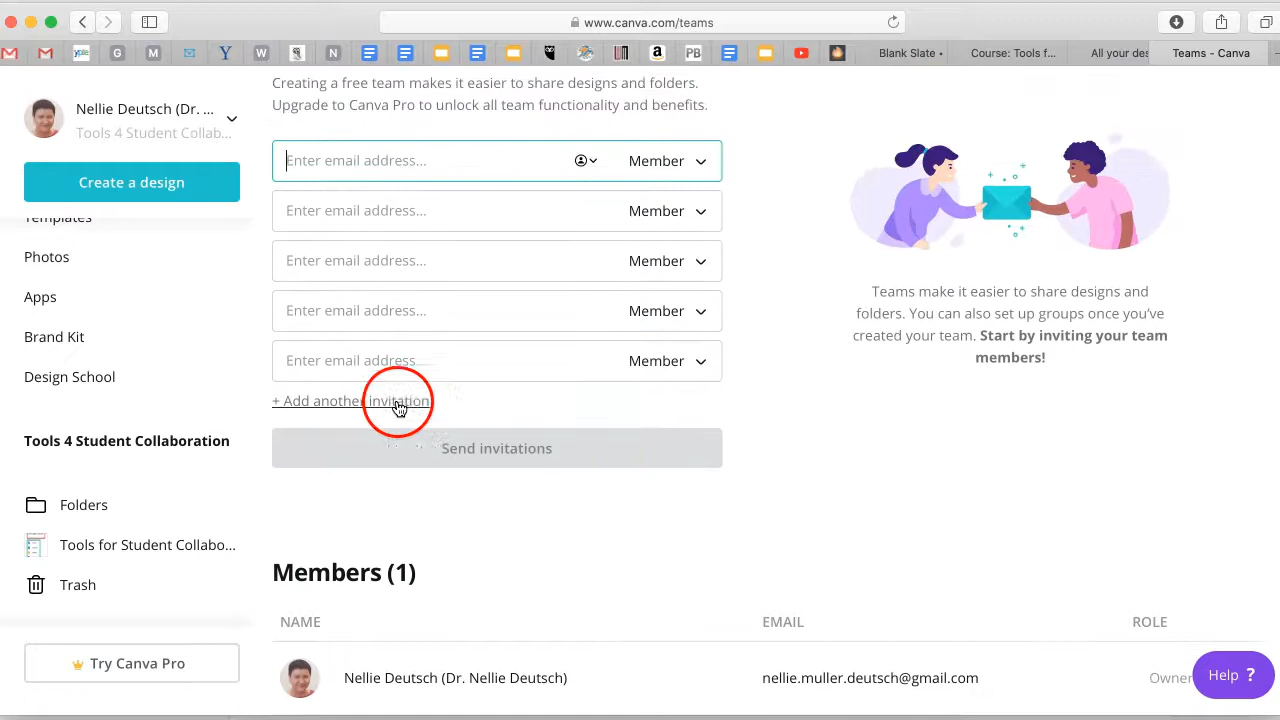 www.canva.com/teams
Y
G
M
Y
W
N
a
PB
Blank Slate •
Course: Tools f...
All your des
Teams - Canva
Nellie Deutsch (Dr. ...
Tools 4 Student Collab...
Create a design
Templates
Photos
Apps
Brand Kit
Design School
Tools 4 Student Collaboration
Folders
Tools for Student Collabo...
Trash
Try Canva Pro
Creating a free team makes it easier to share designs and folders.
Upgrade to Canva Pro to unlock all team functionality and benefits.
Enter email address... Member
Enter email address... Member
Enter email address... Member
Enter email address... Member
Enter email address... Member
+ Add another invitation
Send invitations
Teams make it easier to share designs and
folders. You can also set up groups once you've
created your team. Start by inviting your team
members!
Members (1)
NAME EMAIL ROLE
Nellie Deutsch (Dr. Nellie Deutsch) nellie.muller.deutsch@gmail.com Owner
Help ?